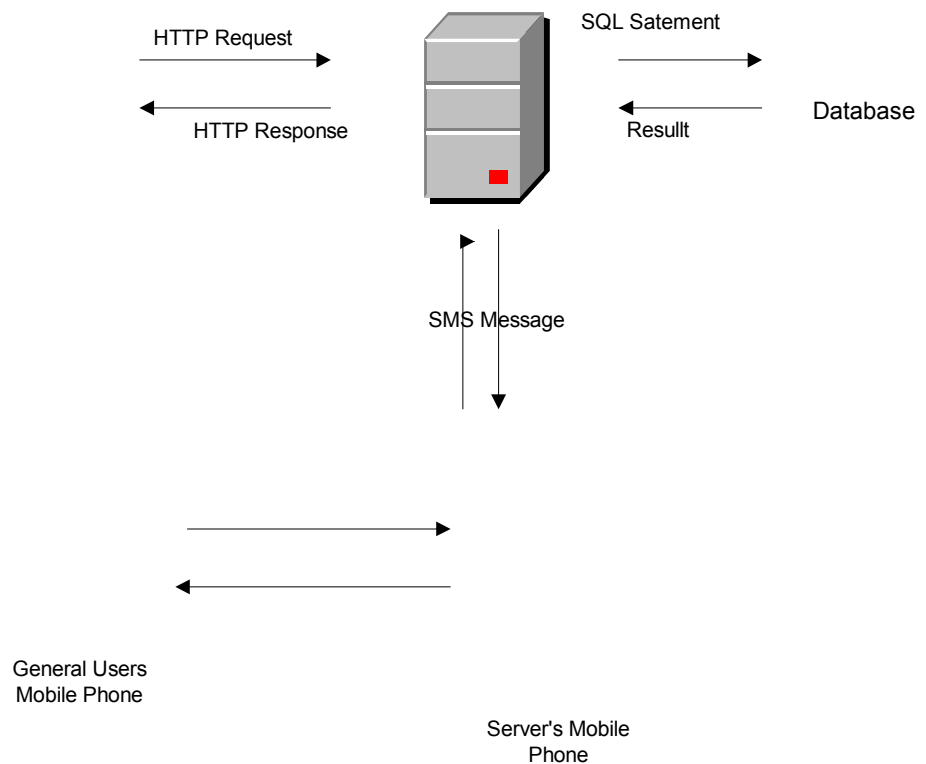 HTTP Request
SQL Satement
HTTP Response
Resullt
Database
SMS Message
General Users
Mobile Phone
Server's Mobile
Phone